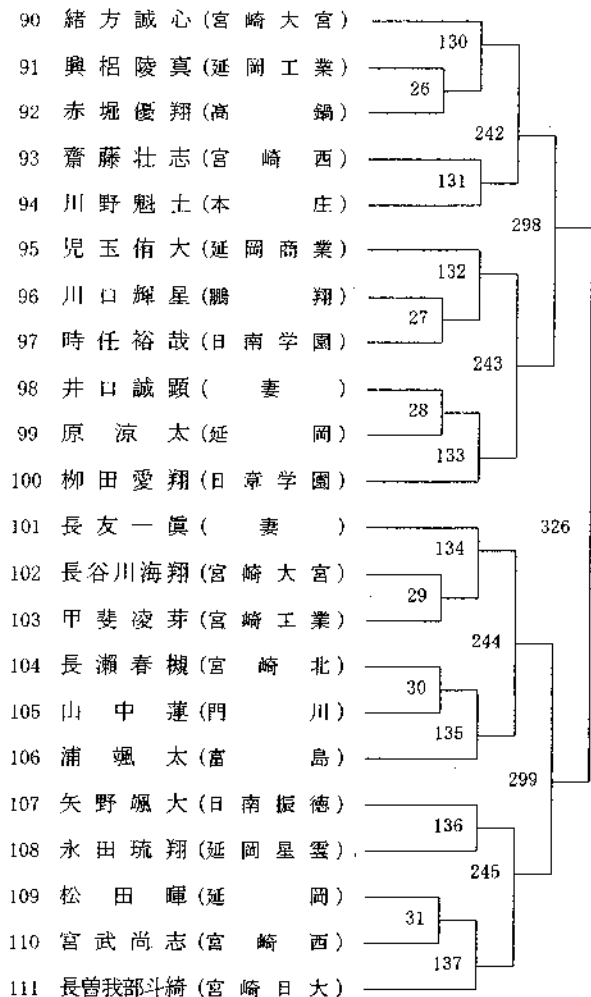 90 緒方誠心(宮崎大宮)
130
91 興梠陵真(延岡工業)
26
92 赤堀優翔(高鍋)
242
93 齋藤壮志(宮崎西)
131
94 川野魁土(本庄)
298
95 児玉侑大(延岡商業)
132
96 川口輝星(鵬翔)
27
97 時任裕哉(日南学園)
243
98 井口誠顕(妻)
28
99 原涼太(延岡)
133
100 柳田愛翔(日章学園)
101 長友一眞(妻)
326
134
102 長谷川海翔(宮崎大宮)
29
103 甲斐凌芽(宮崎工業)
244
104 長瀬春槻(宮崎北)
30
105 山中蓮(門川)
135
106 浦颯太(富島)
299
107 矢野颯大(日南振徳)
136
108 永田琉翔(延岡星雲)
245
109 松田暉(延岡)
31
110 宮武尚志(宮崎西)
137
111 長曽我部斗綺(宮崎日大)